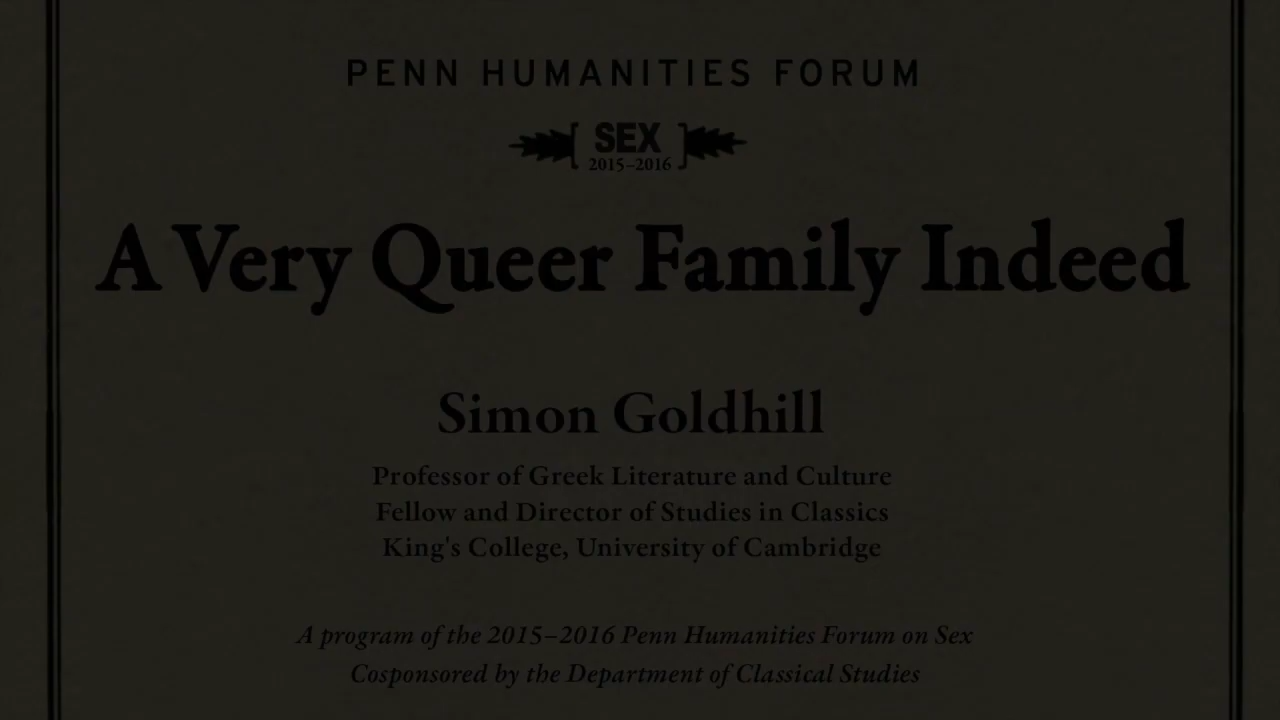 PENN HUMANITIES FORUM
[SEX]
2015–2016
A Very Queer Family Indeed
Simon Goldhill
Professor of Greek Literature and Culture
Fellow and Director of Studies in Classics
King's College, University of Cambridge
A program of the 2015–2016 Penn Humanities Forum on Sex
Cosponsored by the Department of Classical Studies